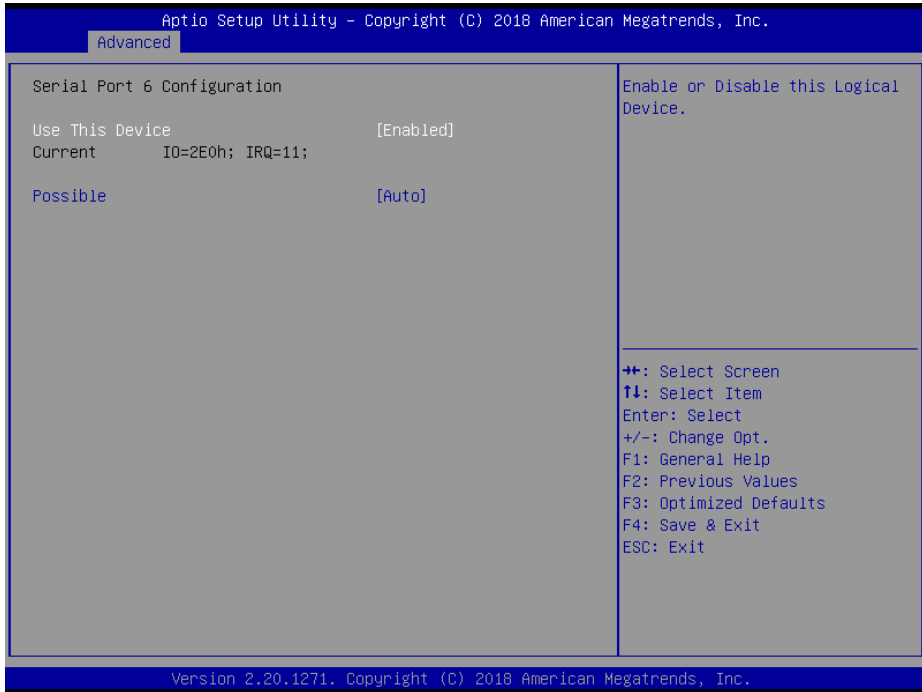 Aptio Setup Utility – Copyright (C) 2018 American Megatrends, Inc.
Advanced
Serial Port 6 Configuration
Use This Device [Enabled]
Current IO=2E0h; IRQ=11;
Possible [Auto]
Enable or Disable this Logical
Device.
→←: Select Screen
↑↓: Select Item
Enter: Select
+/-: Change Opt.
F1: General Help
F2: Previous Values
F3: Optimized Defaults
F4: Save & Exit
ESC: Exit
Version 2.20.1271. Copyright (C) 2018 American Megatrends, Inc.